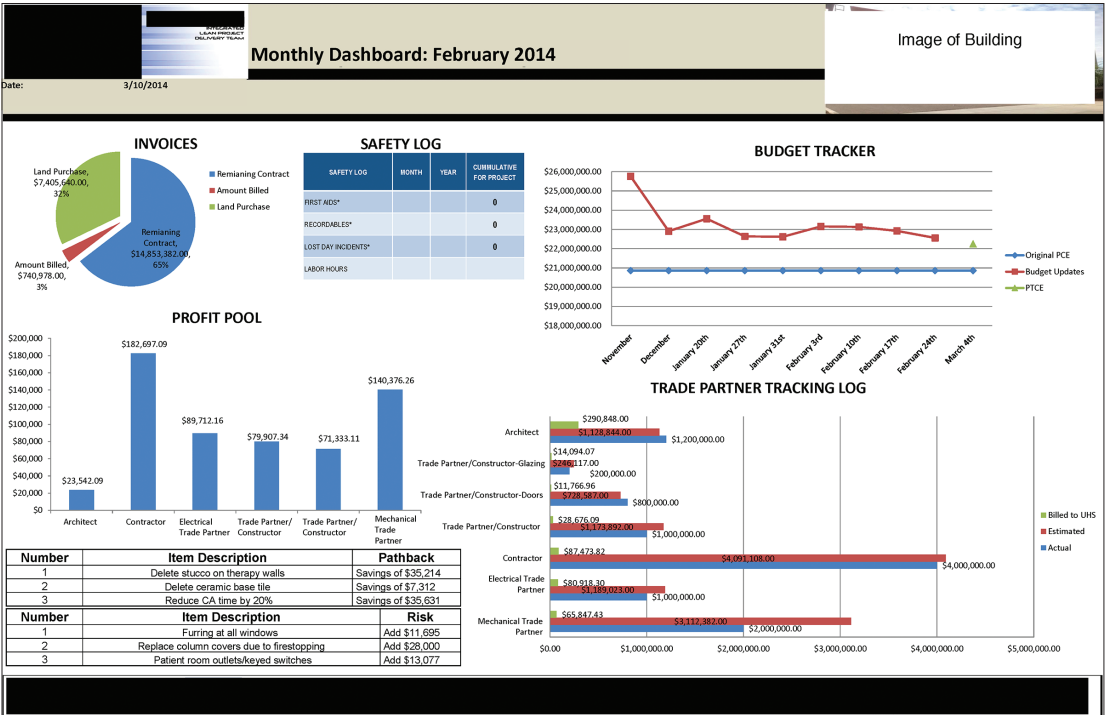 INTEGRATED
LEAN PROJECT
DELIVERY TEAM
Monthly Dashboard: February 2014
Image of Building
Date: 3/10/2014
INVOICES
Land Purchase,
$7,405,640.00,
32%
Remianing
Contract,
$14,853,382.00,
65%
Amount Billed,
$740,978.00,
3%
Remianing Contract
Amount Billed
Land Purchase
SAFETY LOG
SAFETY LOG MONTH YEAR CUMMULATIVE
FOR PROJECT
FIRST AIDS* 0
RECORDABLES* 0
LOST DAY INCIDENTS* 0
LABOR HOURS
BUDGET TRACKER
$26,000,000.00
$25,000,000.00
$24,000,000.00
$23,000,000.00
$22,000,000.00
$21,000,000.00
$20,000,000.00
$19,000,000.00
$18,000,000.00
November
December
January 20th
January 27th
January 31st
February 3rd
February 10th
February 17th
February 24th
March 4th
Original PCE
Budget Updates
PTCE
PROFIT POOL
$200,000
$180,000
$160,000
$140,000
$120,000
$100,000
$80,000
$60,000
$40,000
$20,000
$0
$23,542.09
$182,697.09
$89,712.16
$79,907.34
$71,333.11
$140,376.26
Architect
Contractor
Electrical
Trade Partner
Trade Partner/
Constructor
Trade Partner/
Constructor
Mechanical
Trade
Partner
TRADE PARTNER TRACKING LOG
Architect
$290,848.00
$1,128,844.00
$1,200,000.00
Trade Partner/Constructor-Glazing
$14,094.07
$246,117.00
$200,000.00
Trade Partner/Constructor-Doors
$11,766.96
$728,587.00
$800,000.00
Trade Partner/Constructor
$28,676.09
$1,173,892.00
$1,000,000.00
Contractor
$87,473.82
$4,091,108.00
$4,000,000.00
Electrical Trade
Partner
$80,918.30
$1,189,023.00
$1,000,000.00
Mechanical Trade
Partner
$65,847.43
$3,112,382.00
$2,000,000.00
$0.00 $1,000,000.00 $2,000,000.00 $3,000,000.00 $4,000,000.00 $5,000,000.00
Billed to UHS
Estimated
Actual
Number Item Description Pathback
1 Delete stucco on therapy walls Savings of $35,214
2 Delete ceramic base tile Savings of $7,312
3 Reduce CA time by 20% Savings of $35,631
Number Item Description Risk
1 Furring at all windows Add $11,695
2 Replace column covers due to firestopping Add $28,000
3 Patient room outlets/keyed switches Add $13,077